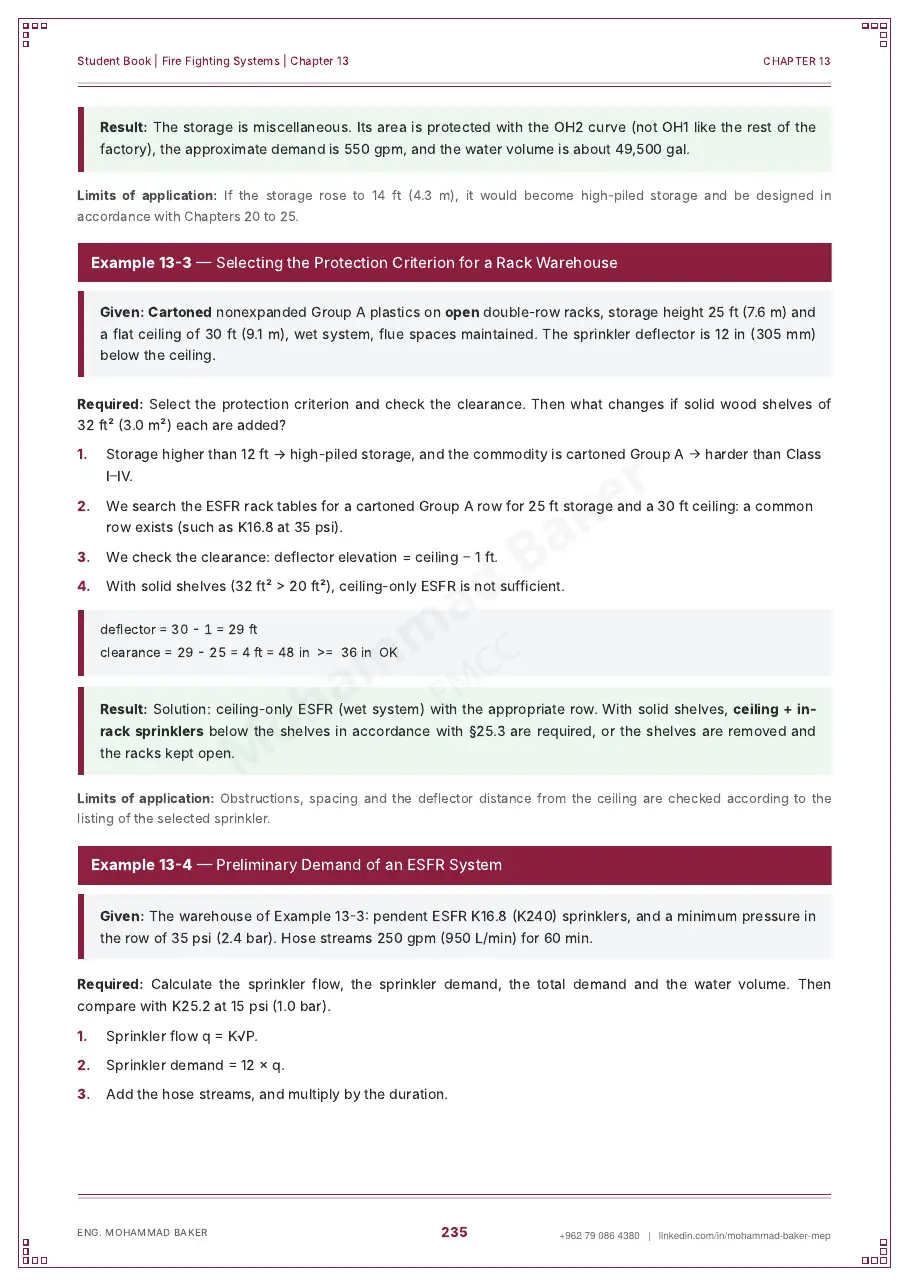 Student Book | Fire Fighting Systems | Chapter 13
CHAPTER 13
Result: The storage is miscellaneous. Its area is protected with the OH2 curve (not OH1 like the rest of the
factory), the approximate demand is 550 gpm, and the water volume is about 49,500 gal.
Limits of application: If the storage rose to 14 ft (4.3 m), it would become high-piled storage and be designed in
accordance with Chapters 20 to 25.
Example 13-3 — Selecting the Protection Criterion for a Rack Warehouse
Given: Cartoned nonexpanded Group A plastics on open double-row racks, storage height 25 ft (7.6 m) and
a flat ceiling of 30 ft (9.1 m), wet system, flue spaces maintained. The sprinkler deflector is 12 in (305 mm)
below the ceiling.
Required: Select the protection criterion and check the clearance. Then what changes if solid wood shelves of
32 ft² (3.0 m²) each are added?
1. Storage higher than 12 ft → high-piled storage, and the commodity is cartoned Group A → harder than Class
I–IV.
2. We search the ESFR rack tables for a cartoned Group A row for 25 ft storage and a 30 ft ceiling: a common
row exists (such as K16.8 at 35 psi).
3. We check the clearance: deflector elevation = ceiling − 1 ft.
4. With solid shelves (32 ft² > 20 ft²), ceiling-only ESFR is not sufficient.
deflector = 30 - 1 = 29 ft
clearance = 29 - 25 = 4 ft = 48 in >= 36 in OK
Result: Solution: ceiling-only ESFR (wet system) with the appropriate row. With solid shelves, ceiling + in-
rack sprinklers below the shelves in accordance with §25.3 are required, or the shelves are removed and
the racks kept open.
Limits of application: Obstructions, spacing and the deflector distance from the ceiling are checked according to the
listing of the selected sprinkler.
Example 13-4 — Preliminary Demand of an ESFR System
Given: The warehouse of Example 13-3: pendent ESFR K16.8 (K240) sprinklers, and a minimum pressure in
the row of 35 psi (2.4 bar). Hose streams 250 gpm (950 L/min) for 60 min.
Required: Calculate the sprinkler flow, the sprinkler demand, the total demand and the water volume. Then
compare with K25.2 at 15 psi (1.0 bar).
1. Sprinkler flow q = K√P.
2. Sprinkler demand = 12 × q.
3. Add the hose streams, and multiply by the duration.
Mohammad Baker
FMCC
ENG. MOHAMMAD BAKER
235
+962 79 086 4380 | linkedin.com/in/mohammad-baker-mep